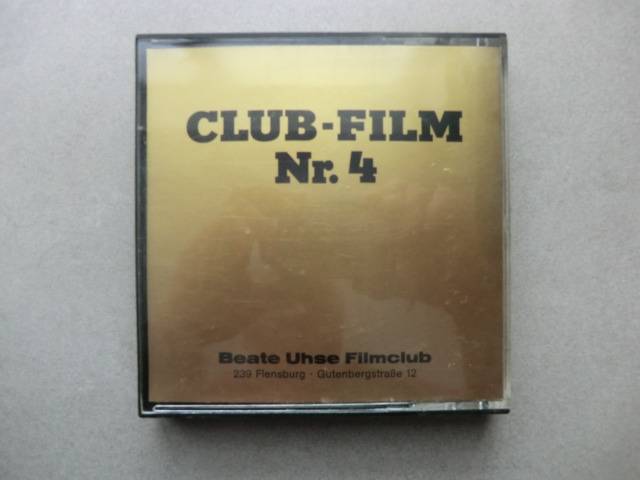 CLUB-FILM
Nr. 4
Beate Uhse Filmclub
239 Flensburg · Gutenbergstraße 12